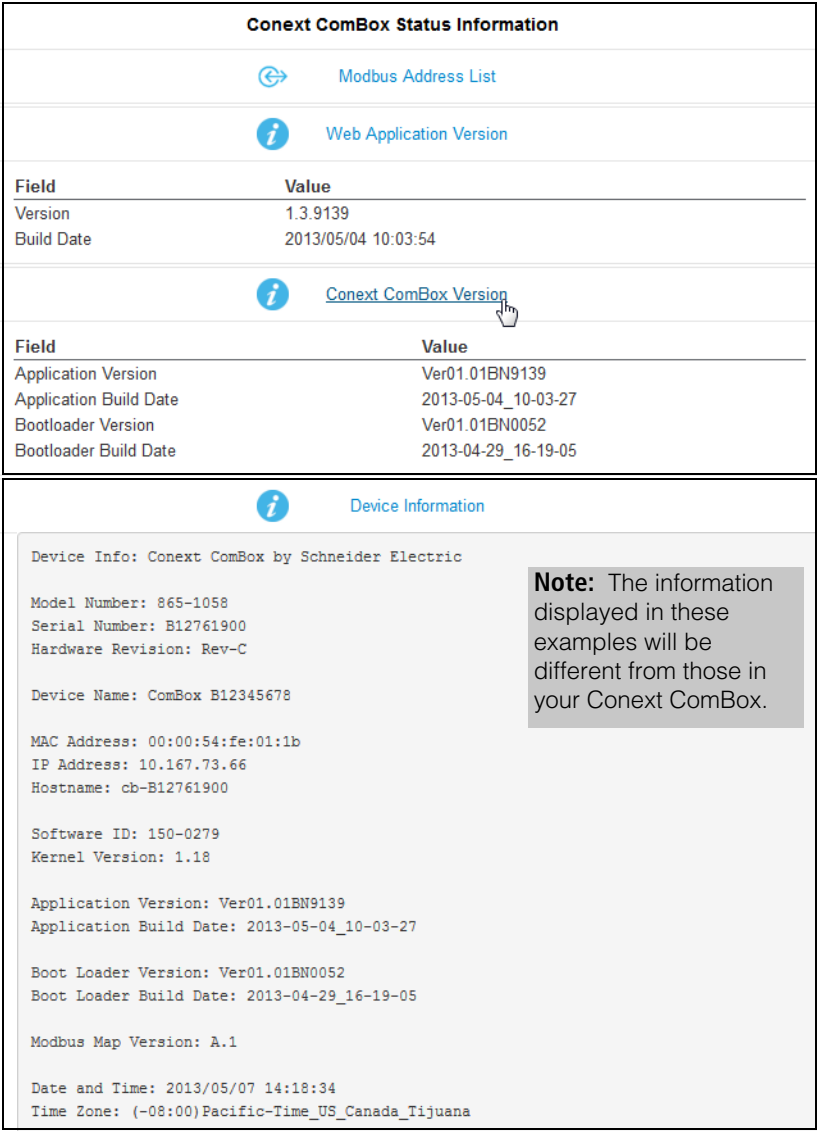 Conext ComBox Status Information
Modbus Address List
Web Application Version
Field Value
Version 1.3.9139
Build Date 2013/05/04 10:03:54
Conext ComBox Version
Field Value
Application Version Ver01.01BN9139
Application Build Date 2013-05-04_10-03-27
Bootloader Version Ver01.01BN0052
Bootloader Build Date 2013-04-29_16-19-05
Device Information
Device Info: Conext ComBox by Schneider Electric
Model Number: 865-1058
Serial Number: B12761900
Hardware Revision: Rev-C
Device Name: ComBox B12345678
MAC Address: 00:00:54:fe:01:1b
IP Address: 10.167.73.66
Hostname: cb-B12761900
Software ID: 150-0279
Kernel Version: 1.18
Application Version: Ver01.01BN9139
Application Build Date: 2013-05-04_10-03-27
Boot Loader Version: Ver01.01BN0052
Boot Loader Build Date: 2013-04-29_16-19-05
Modbus Map Version: A.1
Date and Time: 2013/05/07 14:18:34
Time Zone: (-08:00)Pacific-Time_US_Canada_Tijuana
Note: The information
displayed in these
examples will be
different from those in
your Conext ComBox.